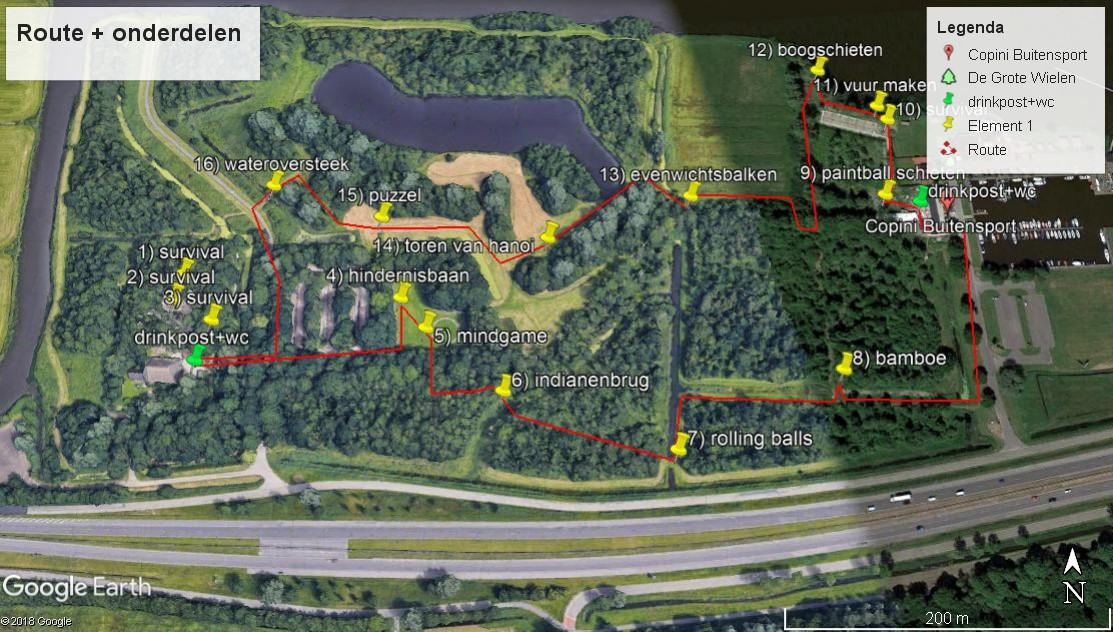 Route + onderdelen
Legenda
Copini Buitensport
De Grote Wielen
drinkpost+wc
Element 1
Route
12) boogschieten
11) vuur maken
10) survival
9) paintball schieten
drinkpost+wc
Copini Buitensport
13) evenwichtsbalken
16) wateroversteek
15) puzzel
14) toren van hanoi
1) survival
2) survival
3) survival
4) hindernisbaan
drinkpost+wc
5) mindgame
6) indianenbrug
8) bamboe
7) rolling balls
Google Earth
©2018 Google
200 m
N